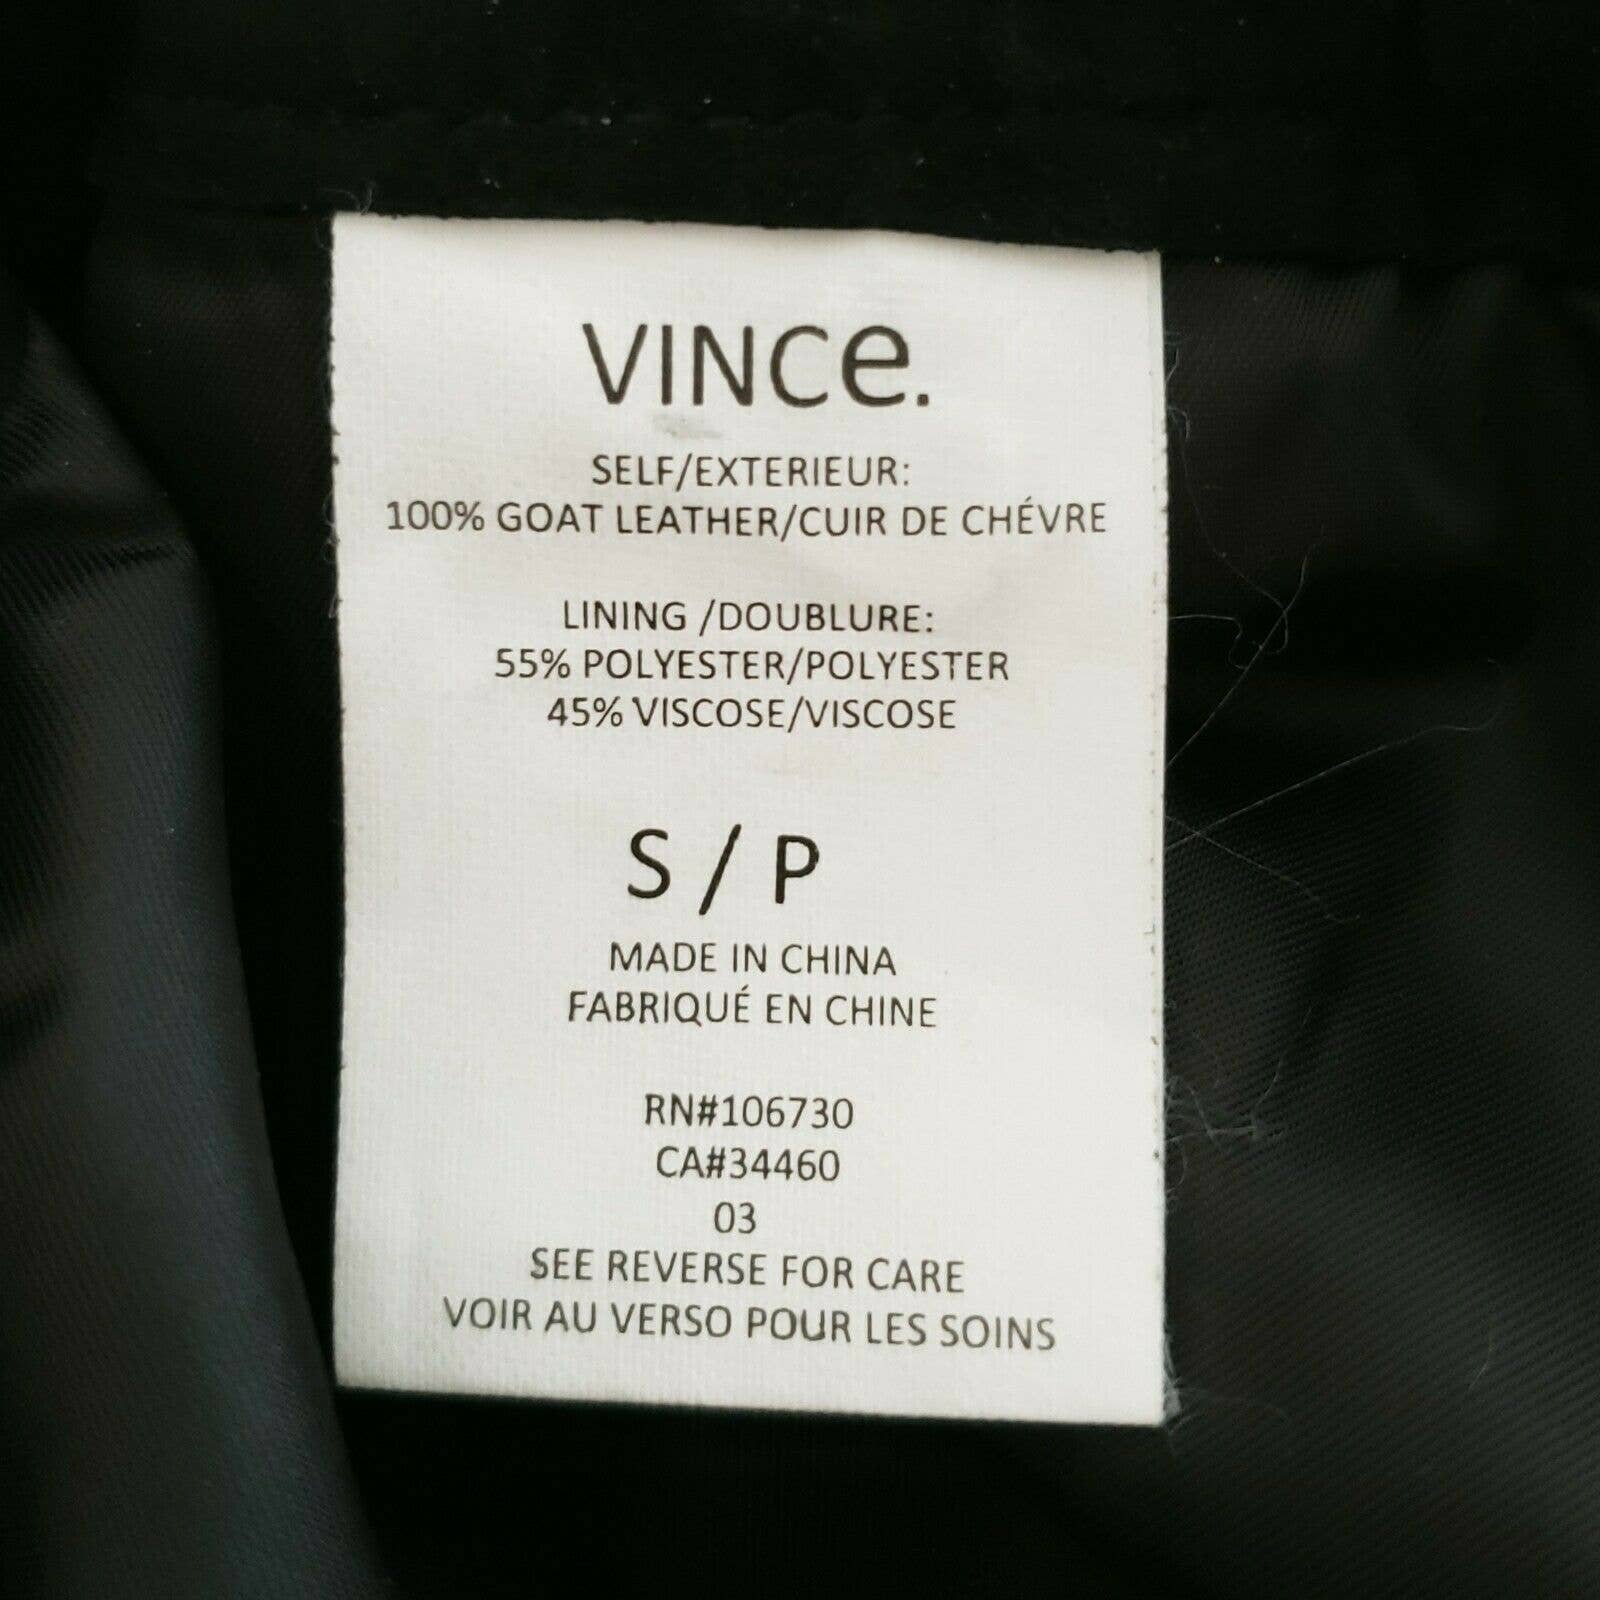 VINCe.
SELF/EXTERIEUR:
100% GOAT LEATHER/CUIR DE CHÉVRE
LINING /DOUBLURE:
55% POLYESTER/POLYESTER
45% VISCOSE/VISCOSE
S / P
MADE IN CHINA
FABRIQUÉ EN CHINE
RN#106730
CA#34460
03
SEE REVERSE FOR CARE
VOIR AU VERSO POUR LES SOINS